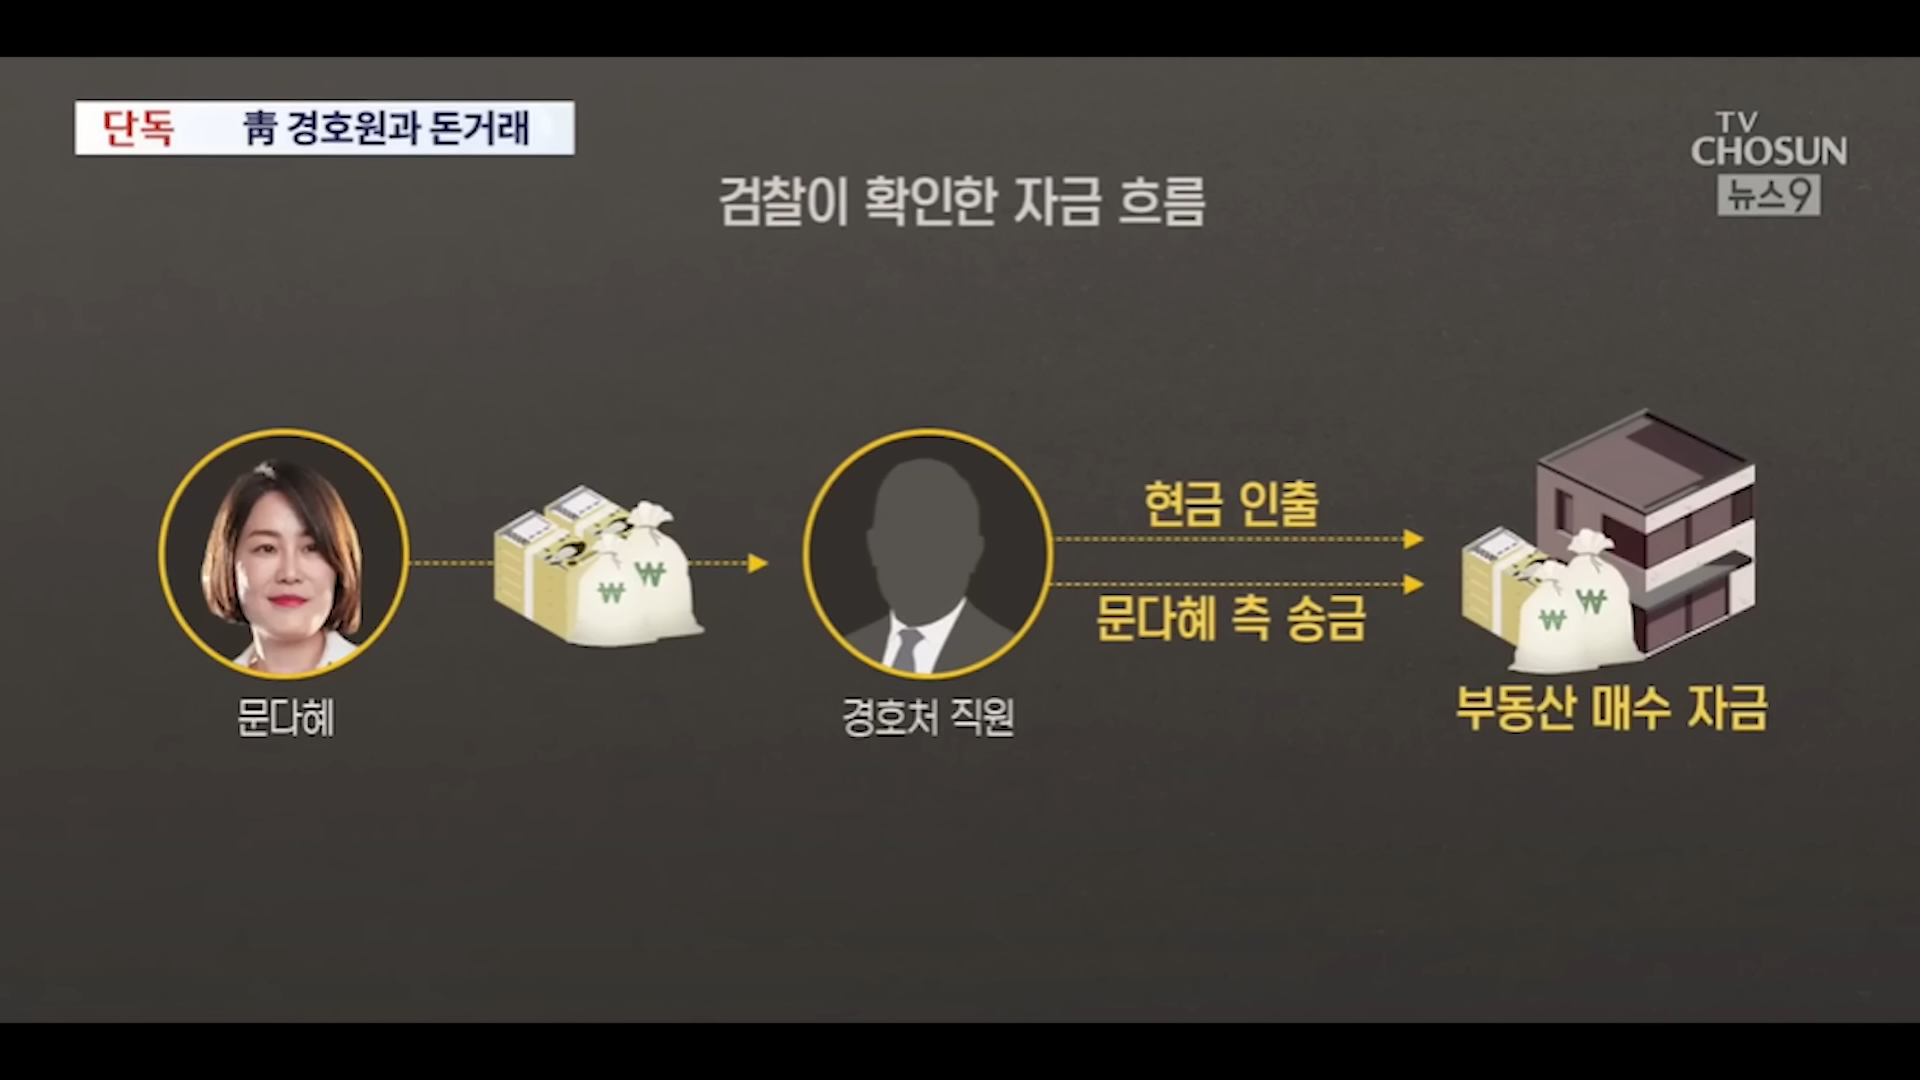 단독 靑 경호원과 돈거래
TV
CHOSUN
뉴스9
검찰이 확인한 자금 흐름
₩ ₩
현금 인출
문다혜 측 송금
₩ ₩
문다혜
경호처 직원
부동산 매수 자금